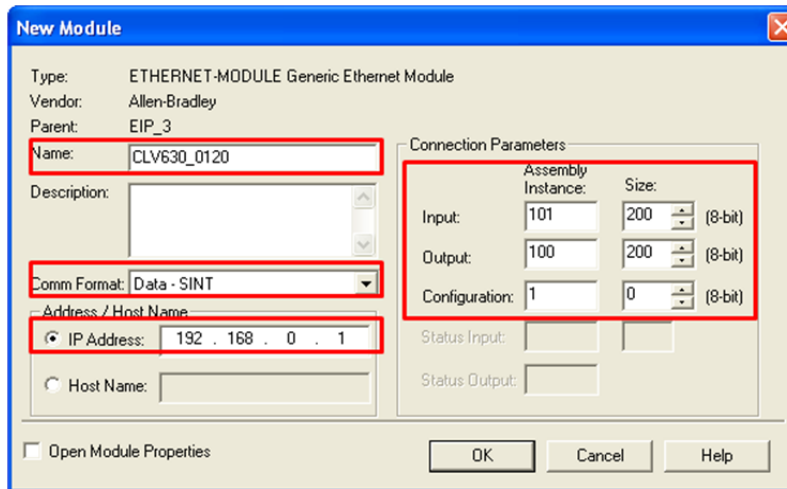 New Module
Type: ETHERNET-MODULE Generic Ethernet Module
Vendor: Allen-Bradley
Parent: EIP_3
Name: CLV630_0120
Description:
Comm Format: Data - SINT
Address / Host Name
IP Address: 192 . 168 . 0 . 1
Host Name:
Connection Parameters
Assembly
Instance: Size:
Input: 101 200 (8-bit)
Output: 100 200 (8-bit)
Configuration: 1 0 (8-bit)
Status Input:
Status Output:
Open Module Properties
OK Cancel Help